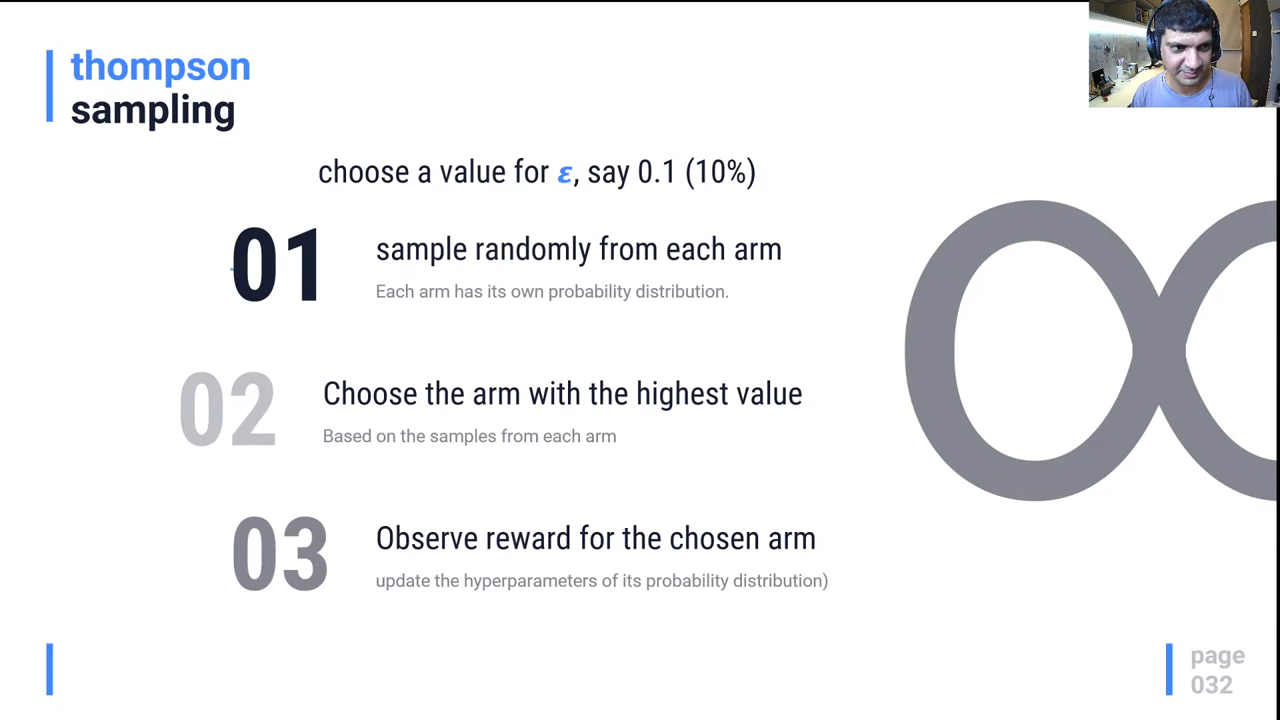 thompson
sampling
choose a value for ε, say 0.1 (10%)
01
sample randomly from each arm
Each arm has its own probability distribution.
02
Choose the arm with the highest value
Based on the samples from each arm
03
Observe reward for the chosen arm
update the hyperparameters of its probability distribution)
page
032